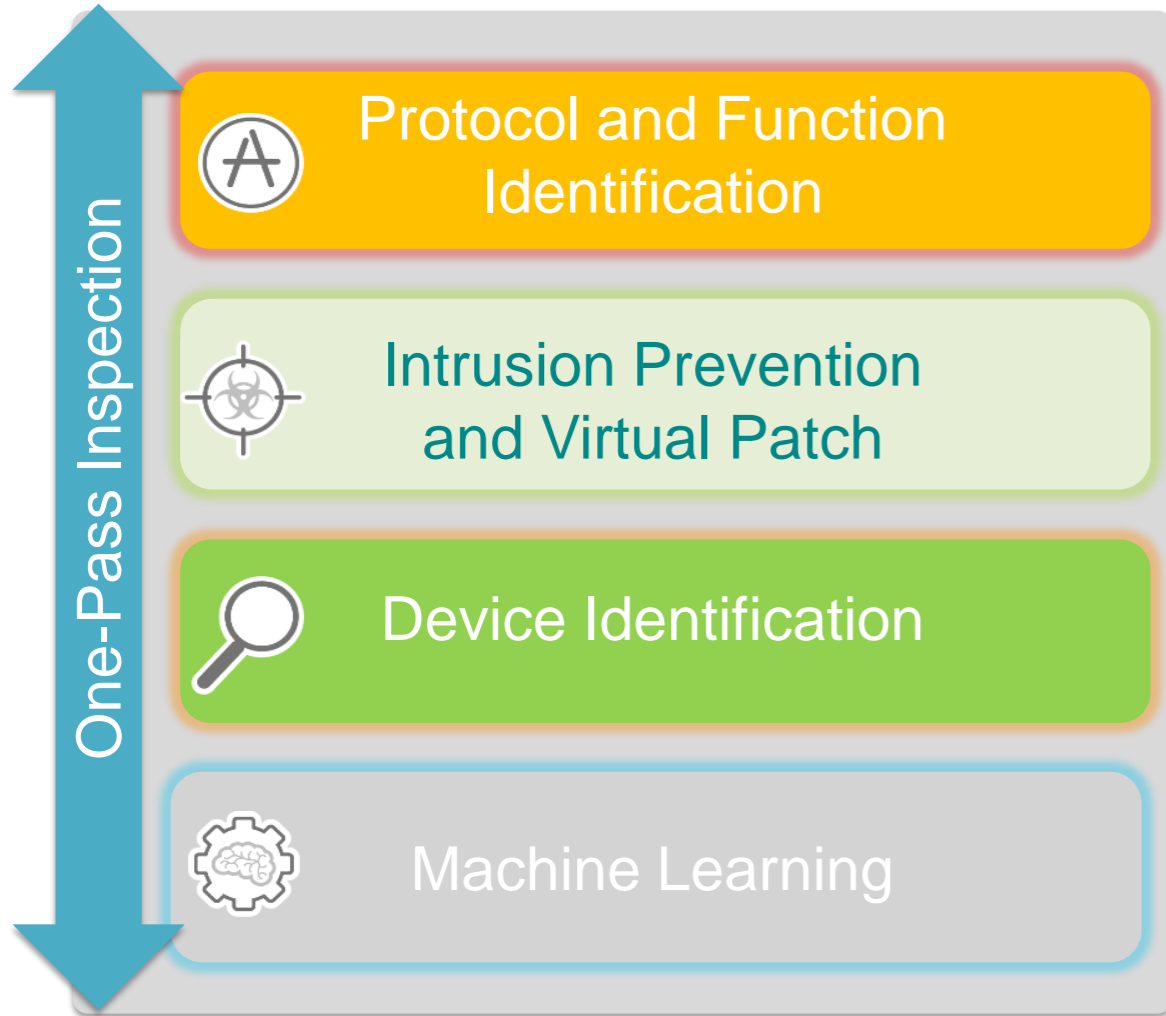 One-Pass Inspection
Protocol and Function
Identification
Intrusion Prevention
and Virtual Patch
Device Identification
Machine Learning